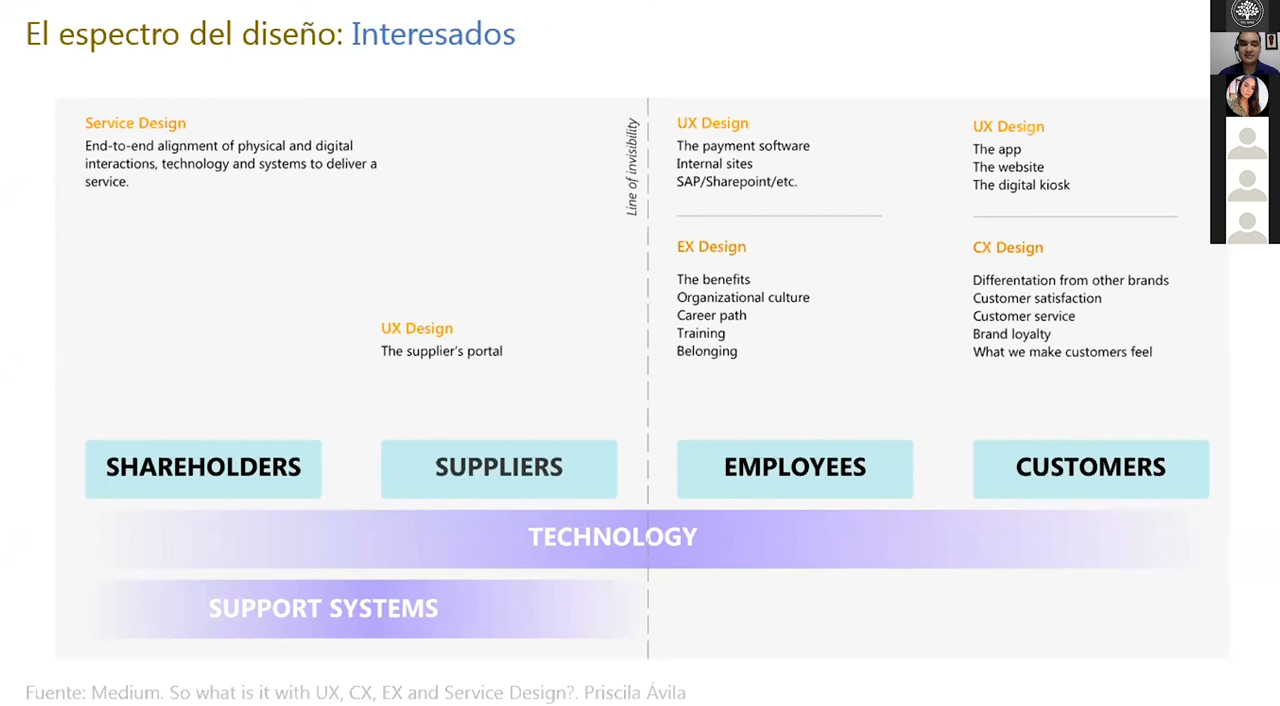 El espectro del diseño: Interesados
Service Design
End-to-end alignment of physical and digital
interactions, technology and systems to deliver a
service.
UX Design
The supplier's portal
Line of invisibility
UX Design
The payment software
Internal sites
SAP/Sharepoint/etc.
EX Design
The benefits
Organizational culture
Career path
Training
Belonging
UX Design
The app
The website
The digital kiosk
CX Design
Differentation from other brands
Customer satisfaction
Customer service
Brand loyalty
What we make customers feel
SHAREHOLDERS
SUPPLIERS
EMPLOYEES
CUSTOMERS
TECHNOLOGY
SUPPORT SYSTEMS
Fuente: Medium. So what is it with UX, CX, EX and Service Design?. Priscila Ávila